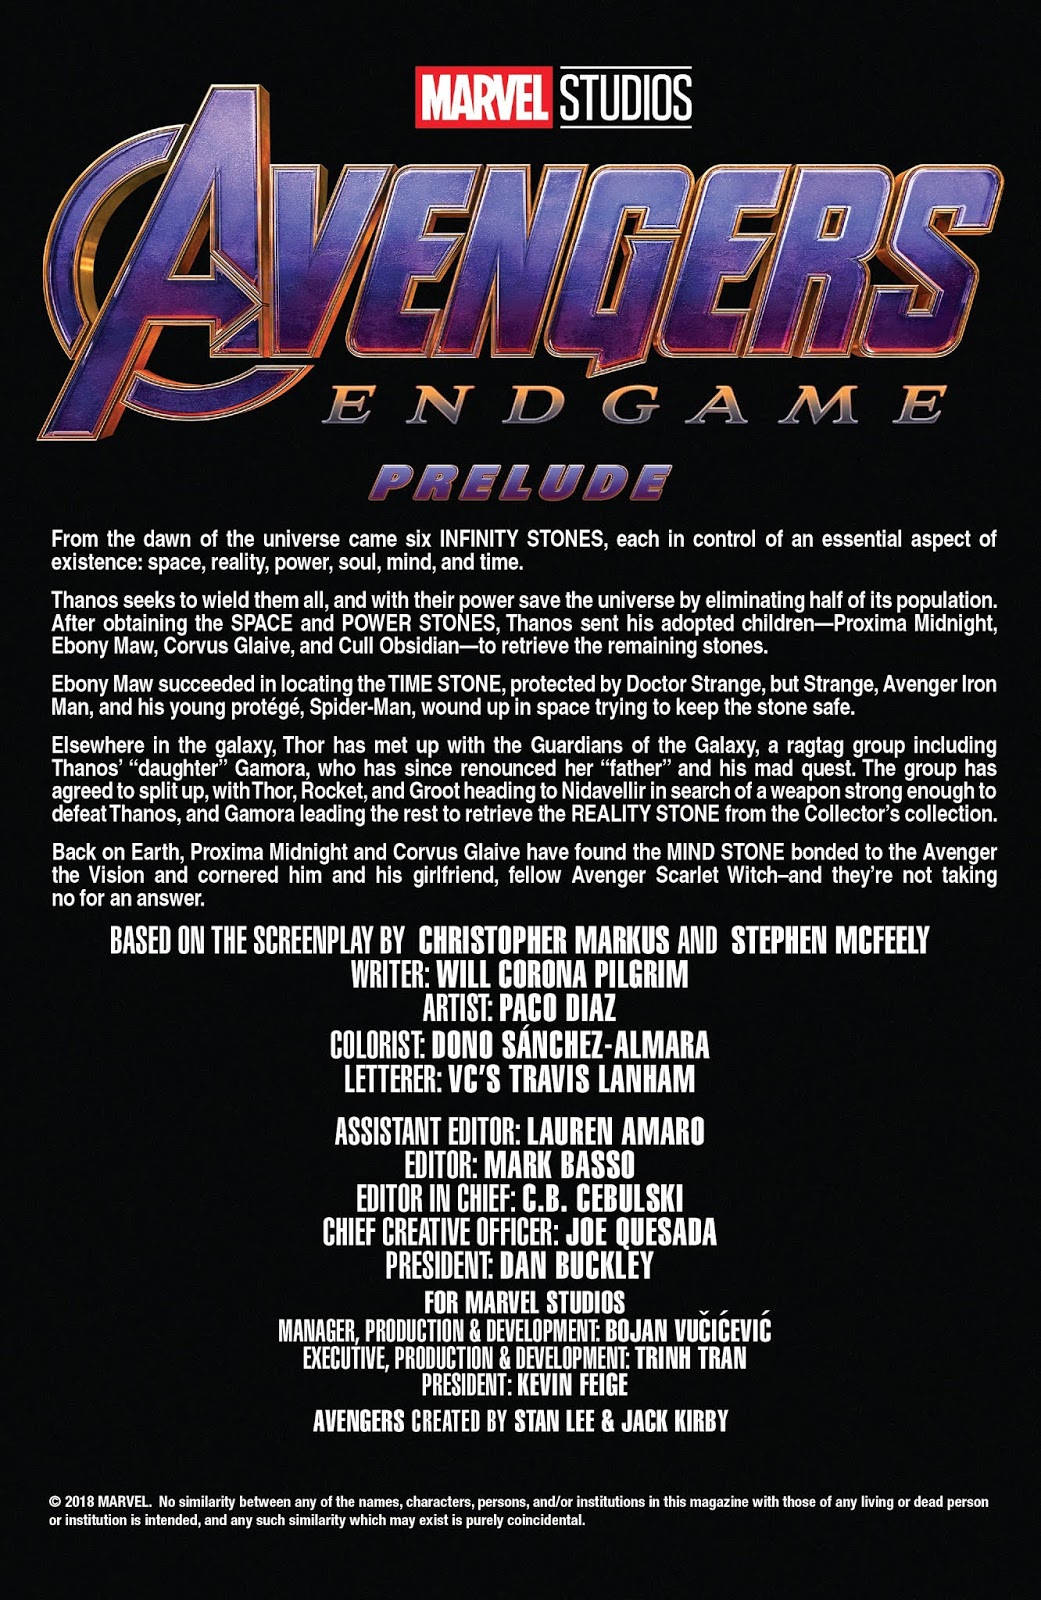 MARVEL STUDIOS
AVENGERS
ENDGAME
PRELUDE
From the dawn of the universe came six INFINITY STONES, each in control of an essential aspect of
existence: space, reality, power, soul, mind, and time.
Thanos seeks to wield them all, and with their power save the universe by eliminating half of its population.
After obtaining the SPACE and POWER STONES, Thanos sent his adopted children—Proxima Midnight,
Ebony Maw, Corvus Glaive, and Cull Obsidian—to retrieve the remaining stones.
Ebony Maw succeeded in locating the TIME STONE, protected by Doctor Strange, but Strange, Avenger Iron
Man, and his young protégé, Spider-Man, wound up in space trying to keep the stone safe.
Elsewhere in the galaxy, Thor has met up with the Guardians of the Galaxy, a ragtag group including
Thanos’ “daughter” Gamora, who has since renounced her “father” and his mad quest. The group has
agreed to split up, with Thor, Rocket, and Groot heading to Nidavellir in search of a weapon strong enough to
defeat Thanos, and Gamora leading the rest to retrieve the REALITY STONE from the Collector’s collection.
Back on Earth, Proxima Midnight and Corvus Glaive have found the MIND STONE bonded to the Avenger
the Vision and cornered him and his girlfriend, fellow Avenger Scarlet Witch–and they’re not taking
no for an answer.
BASED ON THE SCREENPLAY BY CHRISTOPHER MARKUS AND STEPHEN MCFEELY
WRITER: WILL CORONA PILGRIM
ARTIST: PACO DIAZ
COLORIST: DONO SÁNCHEZ-ALMARA
LETTERER: VC’S TRAVIS LANHAM
ASSISTANT EDITOR: LAUREN AMARO
EDITOR: MARK BASSO
EDITOR IN CHIEF: C.B. CEBULSKI
CHIEF CREATIVE OFFICER: JOE QUESADA
PRESIDENT: DAN BUCKLEY
FOR MARVEL STUDIOS
MANAGER, PRODUCTION & DEVELOPMENT: BOJAN VUČIĆEVIĆ
EXECUTIVE, PRODUCTION & DEVELOPMENT: TRINH TRAN
PRESIDENT: KEVIN FEIGE
AVENGERS CREATED BY STAN LEE & JACK KIRBY
© 2018 MARVEL. No similarity between any of the names, characters, persons, and/or institutions in this magazine with those of any living or dead person
or institution is intended, and any such similarity which may exist is purely coincidental.